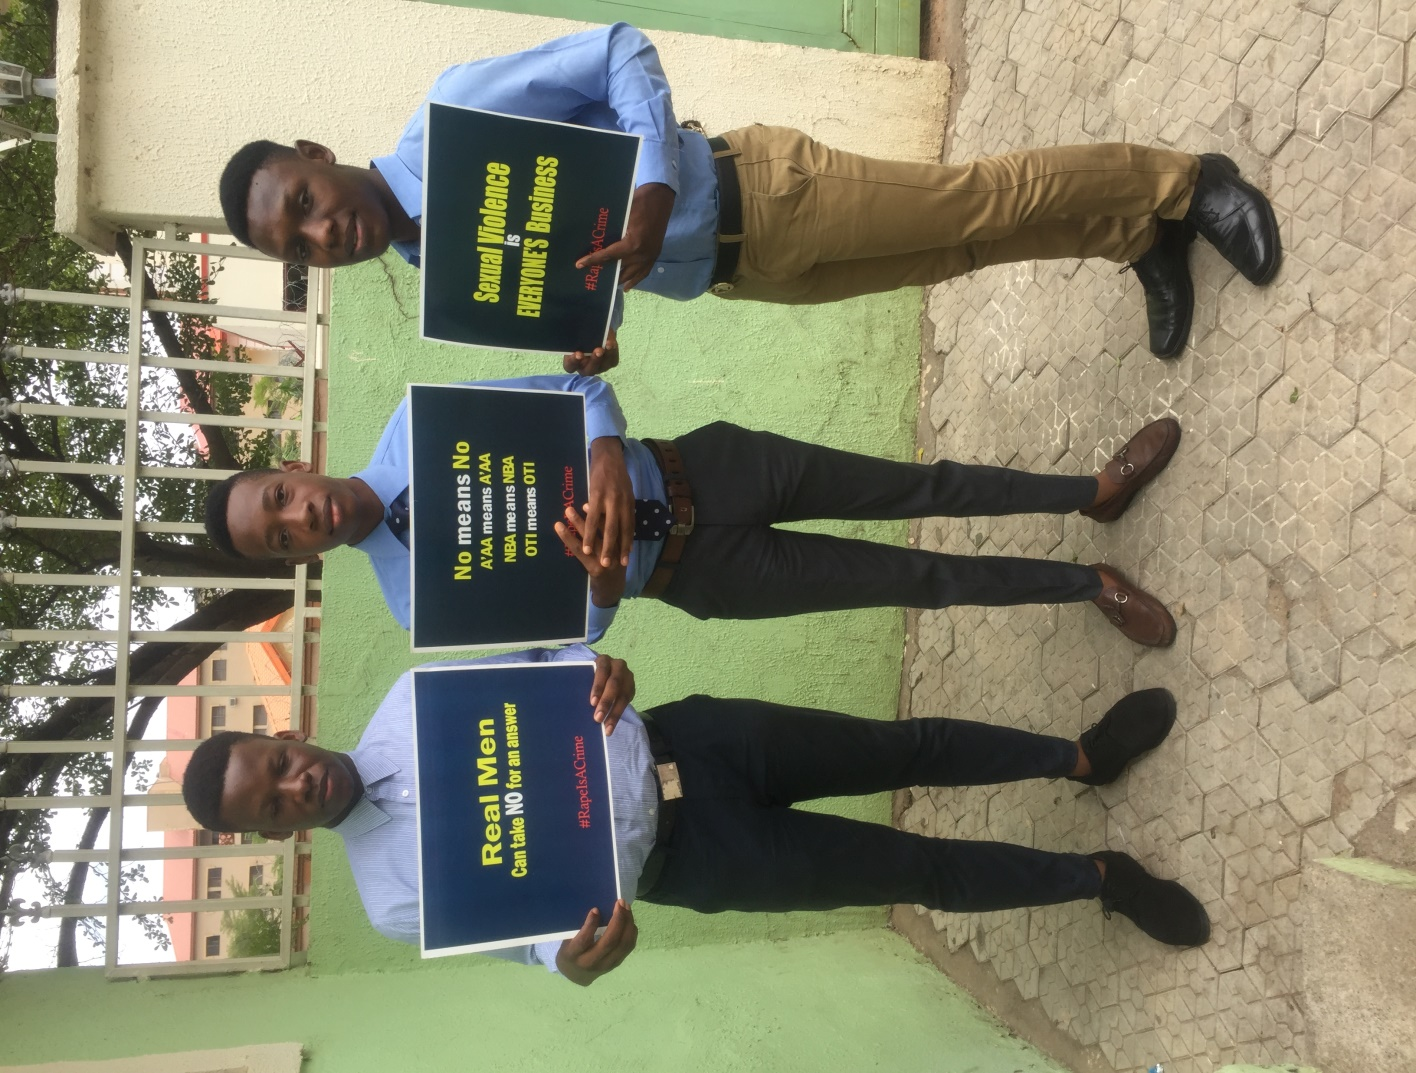 Real Men
Can take NO for an answer
#RapeIsACrime
No means No
A'AA means A'AA
NBA means NBA
OTI means OTI
Sexual Violence
is
EVERYONE'S Business
#RapeIsACrime